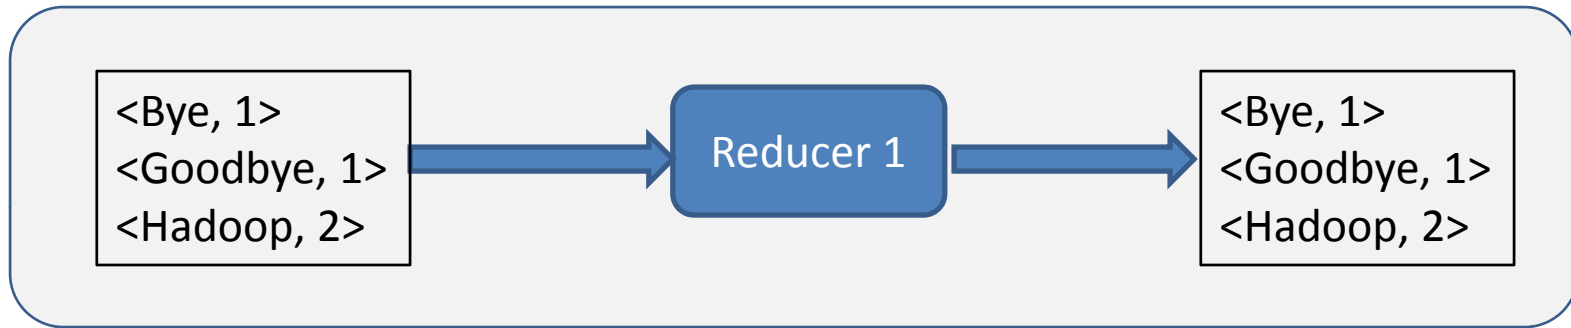 <Bye, 1>
<Goodbye, 1>
<Hadoop, 2>
Reducer 1
<Bye, 1>
<Goodbye, 1>
<Hadoop, 2>